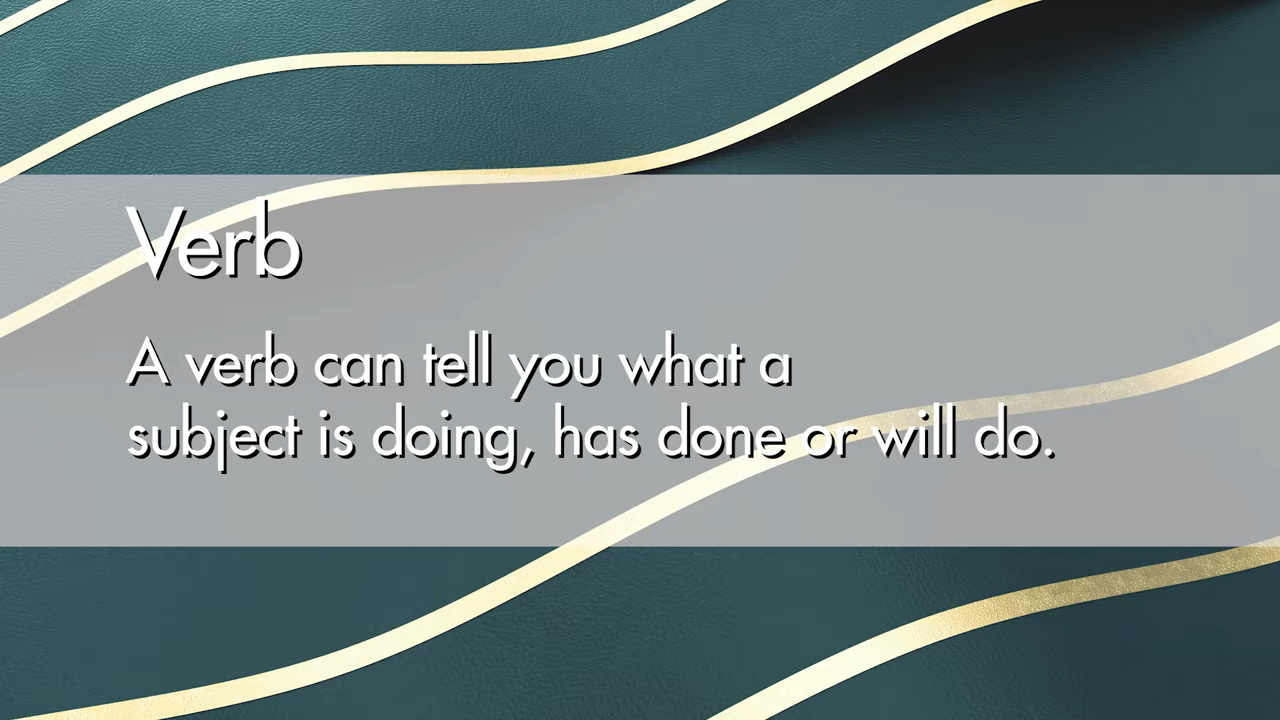 Verb
A verb can tell you what a
subject is doing, has done or will do.